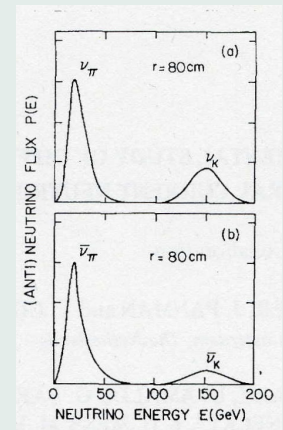 (ANTI) NEUTRINO FLUX P(E)
(a)
ν_π r = 80cm
ν_K
(b)
ν̄_π r = 80cm
ν̄_K
0 50 100 150 200
NEUTRINO ENERGY E(GeV)